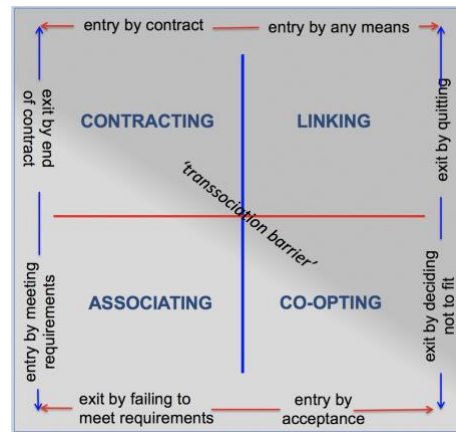 entry by contract
entry by any means
exit by end
of contract
CONTRACTING
LINKING
exit by quitting
'transsociation barrier'
entry by meeting
requirements
ASSOCIATING
CO-OPTING
exit by deciding
not to fit
exit by failing to
meet requirements
entry by
acceptance